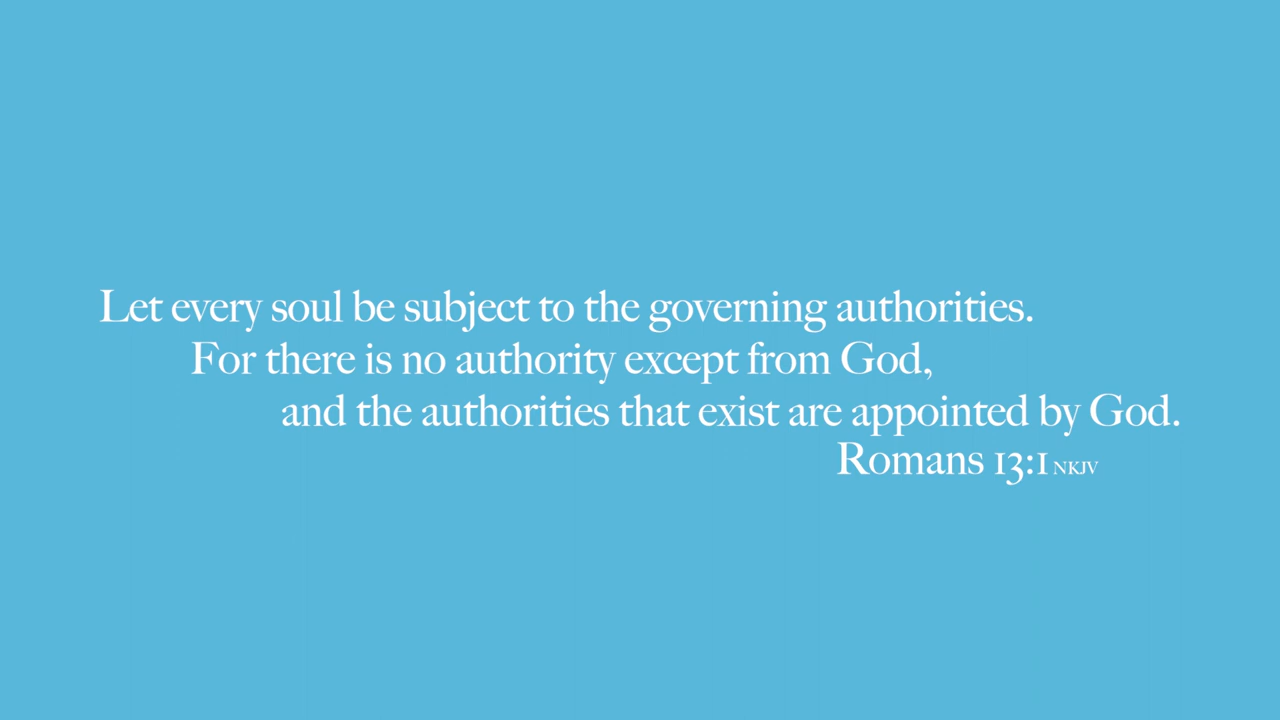 Let every soul be subject to the governing authorities.
For there is no authority except from God,
and the authorities that exist are appointed by God.
Romans 13:1 NKJV